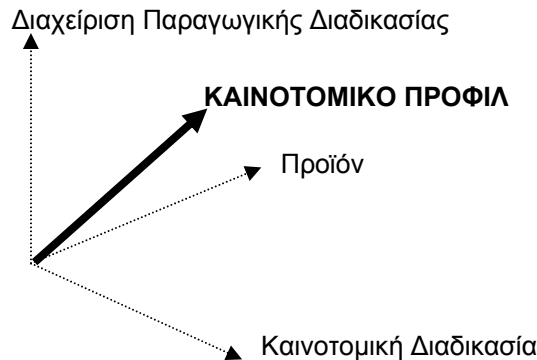 Διαχείριση Παραγωγικής Διαδικασίας
ΚΑΙΝΟΤΟΜΙΚΟ ΠΡΟΦΙΛ
Προϊόν
Καινοτομική Διαδικασία